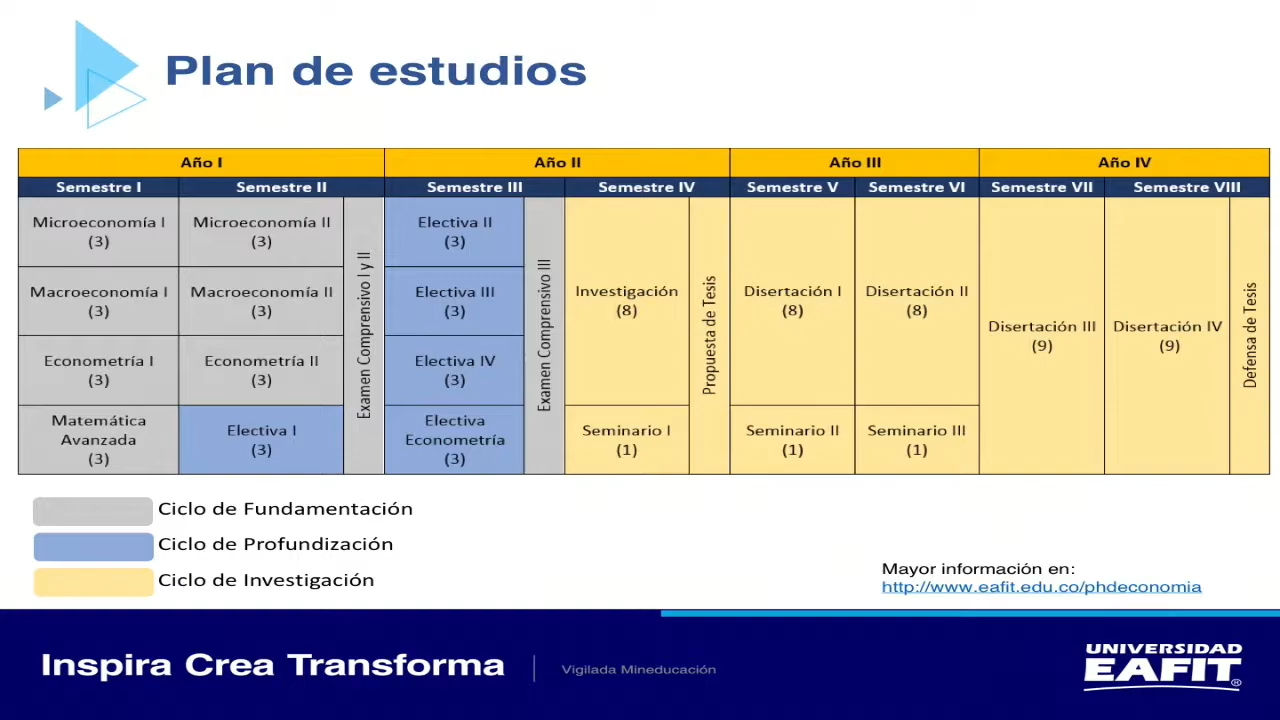 Plan de estudios
Año I
Año II
Año III
Año IV
Semestre I
Semestre II
Semestre III
Semestre IV
Semestre V
Semestre VI
Semestre VII
Semestre VIII
Microeconomía I
(3)
Microeconomía II
(3)
Electiva II
(3)
Macroeconomía I
(3)
Macroeconomía II
(3)
Electiva III
(3)
Econometría I
(3)
Econometría II
(3)
Electiva IV
(3)
Matemática
Avanzada
(3)
Electiva I
(3)
Electiva
Econometría
(3)
Examen Comprensivo I y II
Examen Comprensivo III
Investigación
(8)
Seminario I
(1)
Propuesta de Tesis
Disertación I
(8)
Seminario II
(1)
Disertación II
(8)
Seminario III
(1)
Disertación III
(9)
Disertación IV
(9)
Defensa de Tesis
Ciclo de Fundamentación
Ciclo de Profundización
Ciclo de Investigación
Mayor información en:
http://www.eafit.edu.co/phdeconomia
Inspira Crea Transforma
Vigilada Mineducación
UNIVERSIDAD
EAFIT®